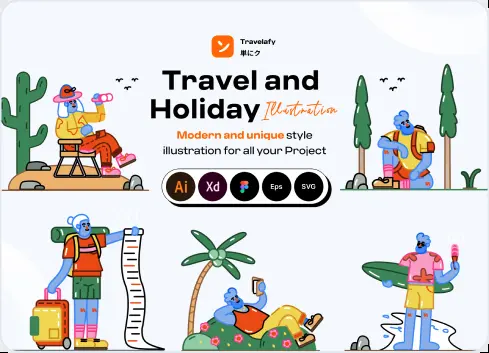 Travelafy
単にク
Travel and
Holiday Illustration
Modern and unique style
illustration for all your Project
Ai Xd Eps SVG